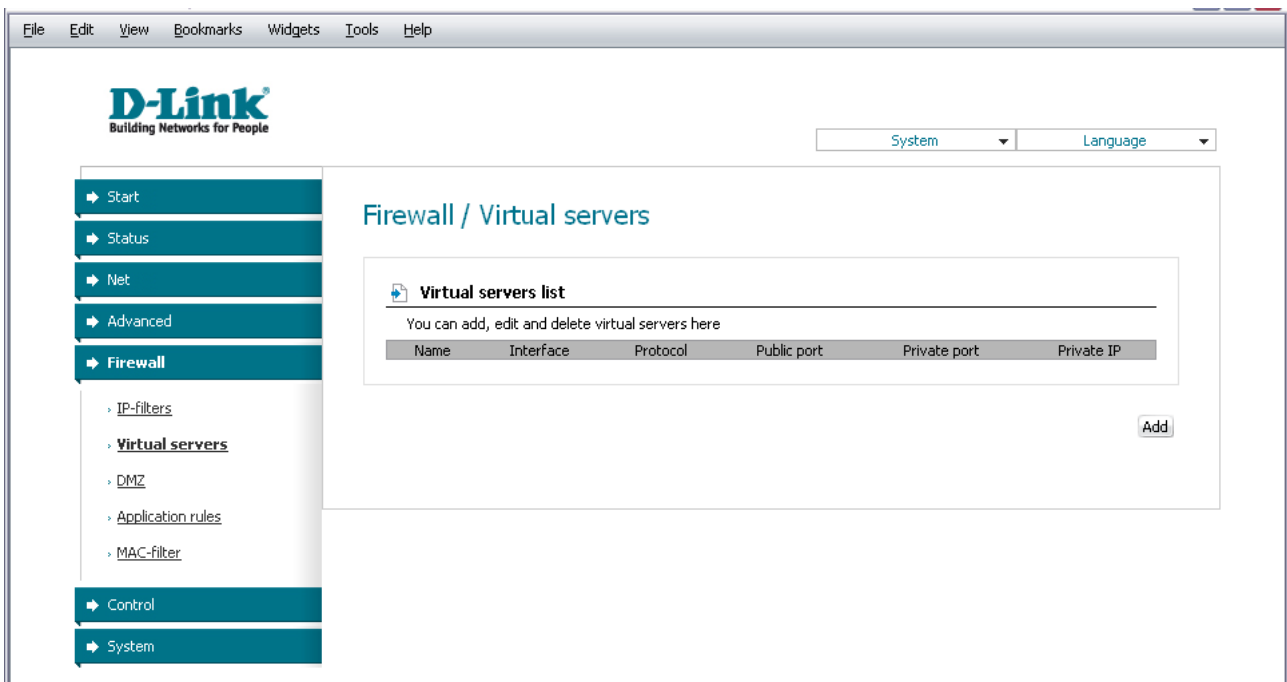 File Edit View Bookmarks Widgets Tools Help
D-Link®
Building Networks for People
System Language
Start
Status
Net
Advanced
Firewall
IP-filters
Virtual servers
DMZ
Application rules
MAC-filter
Control
System
Firewall / Virtual servers
Virtual servers list
You can add, edit and delete virtual servers here
Name Interface Protocol Public port Private port Private IP
Add